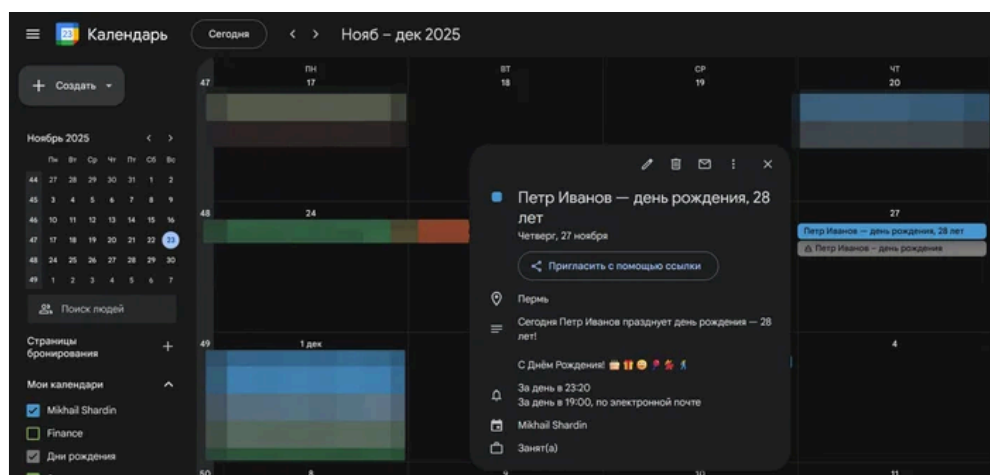 23 Календарь
Сегодня
Нояб – дек 2025
Создать
Ноябрь 2025
Пн Вт Ср Чт Пт Сб Вс
44 27 28 29 30 31 1 2
45 3 4 5 6 7 8 9
46 10 11 12 13 14 15 16
47 17 18 19 20 21 22 23
48 24 25 26 27 28 29 30
49 1 2 3 4 5 6 7
Поиск людей
Страницы
бронирования
Мои календари
Mikhail Shardin
Finance
Дни рождения
ПН ВТ СР ЧТ
47 17 18 19 20
48 24 27
Петр Иванов — день рождения, 28 лет
Петр Иванов – день рождения
49 1 дек 4
50 8 9 10 11
Петр Иванов — день рождения, 28
лет
Четверг, 27 ноября
Пригласить с помощью ссылки
Пермь
Сегодня Петр Иванов празднует день рождения — 28
лет!
С Днём Рождения!
За день в 23:20
За день в 19:00, по электронной почте
Mikhail Shardin
Занят(а)